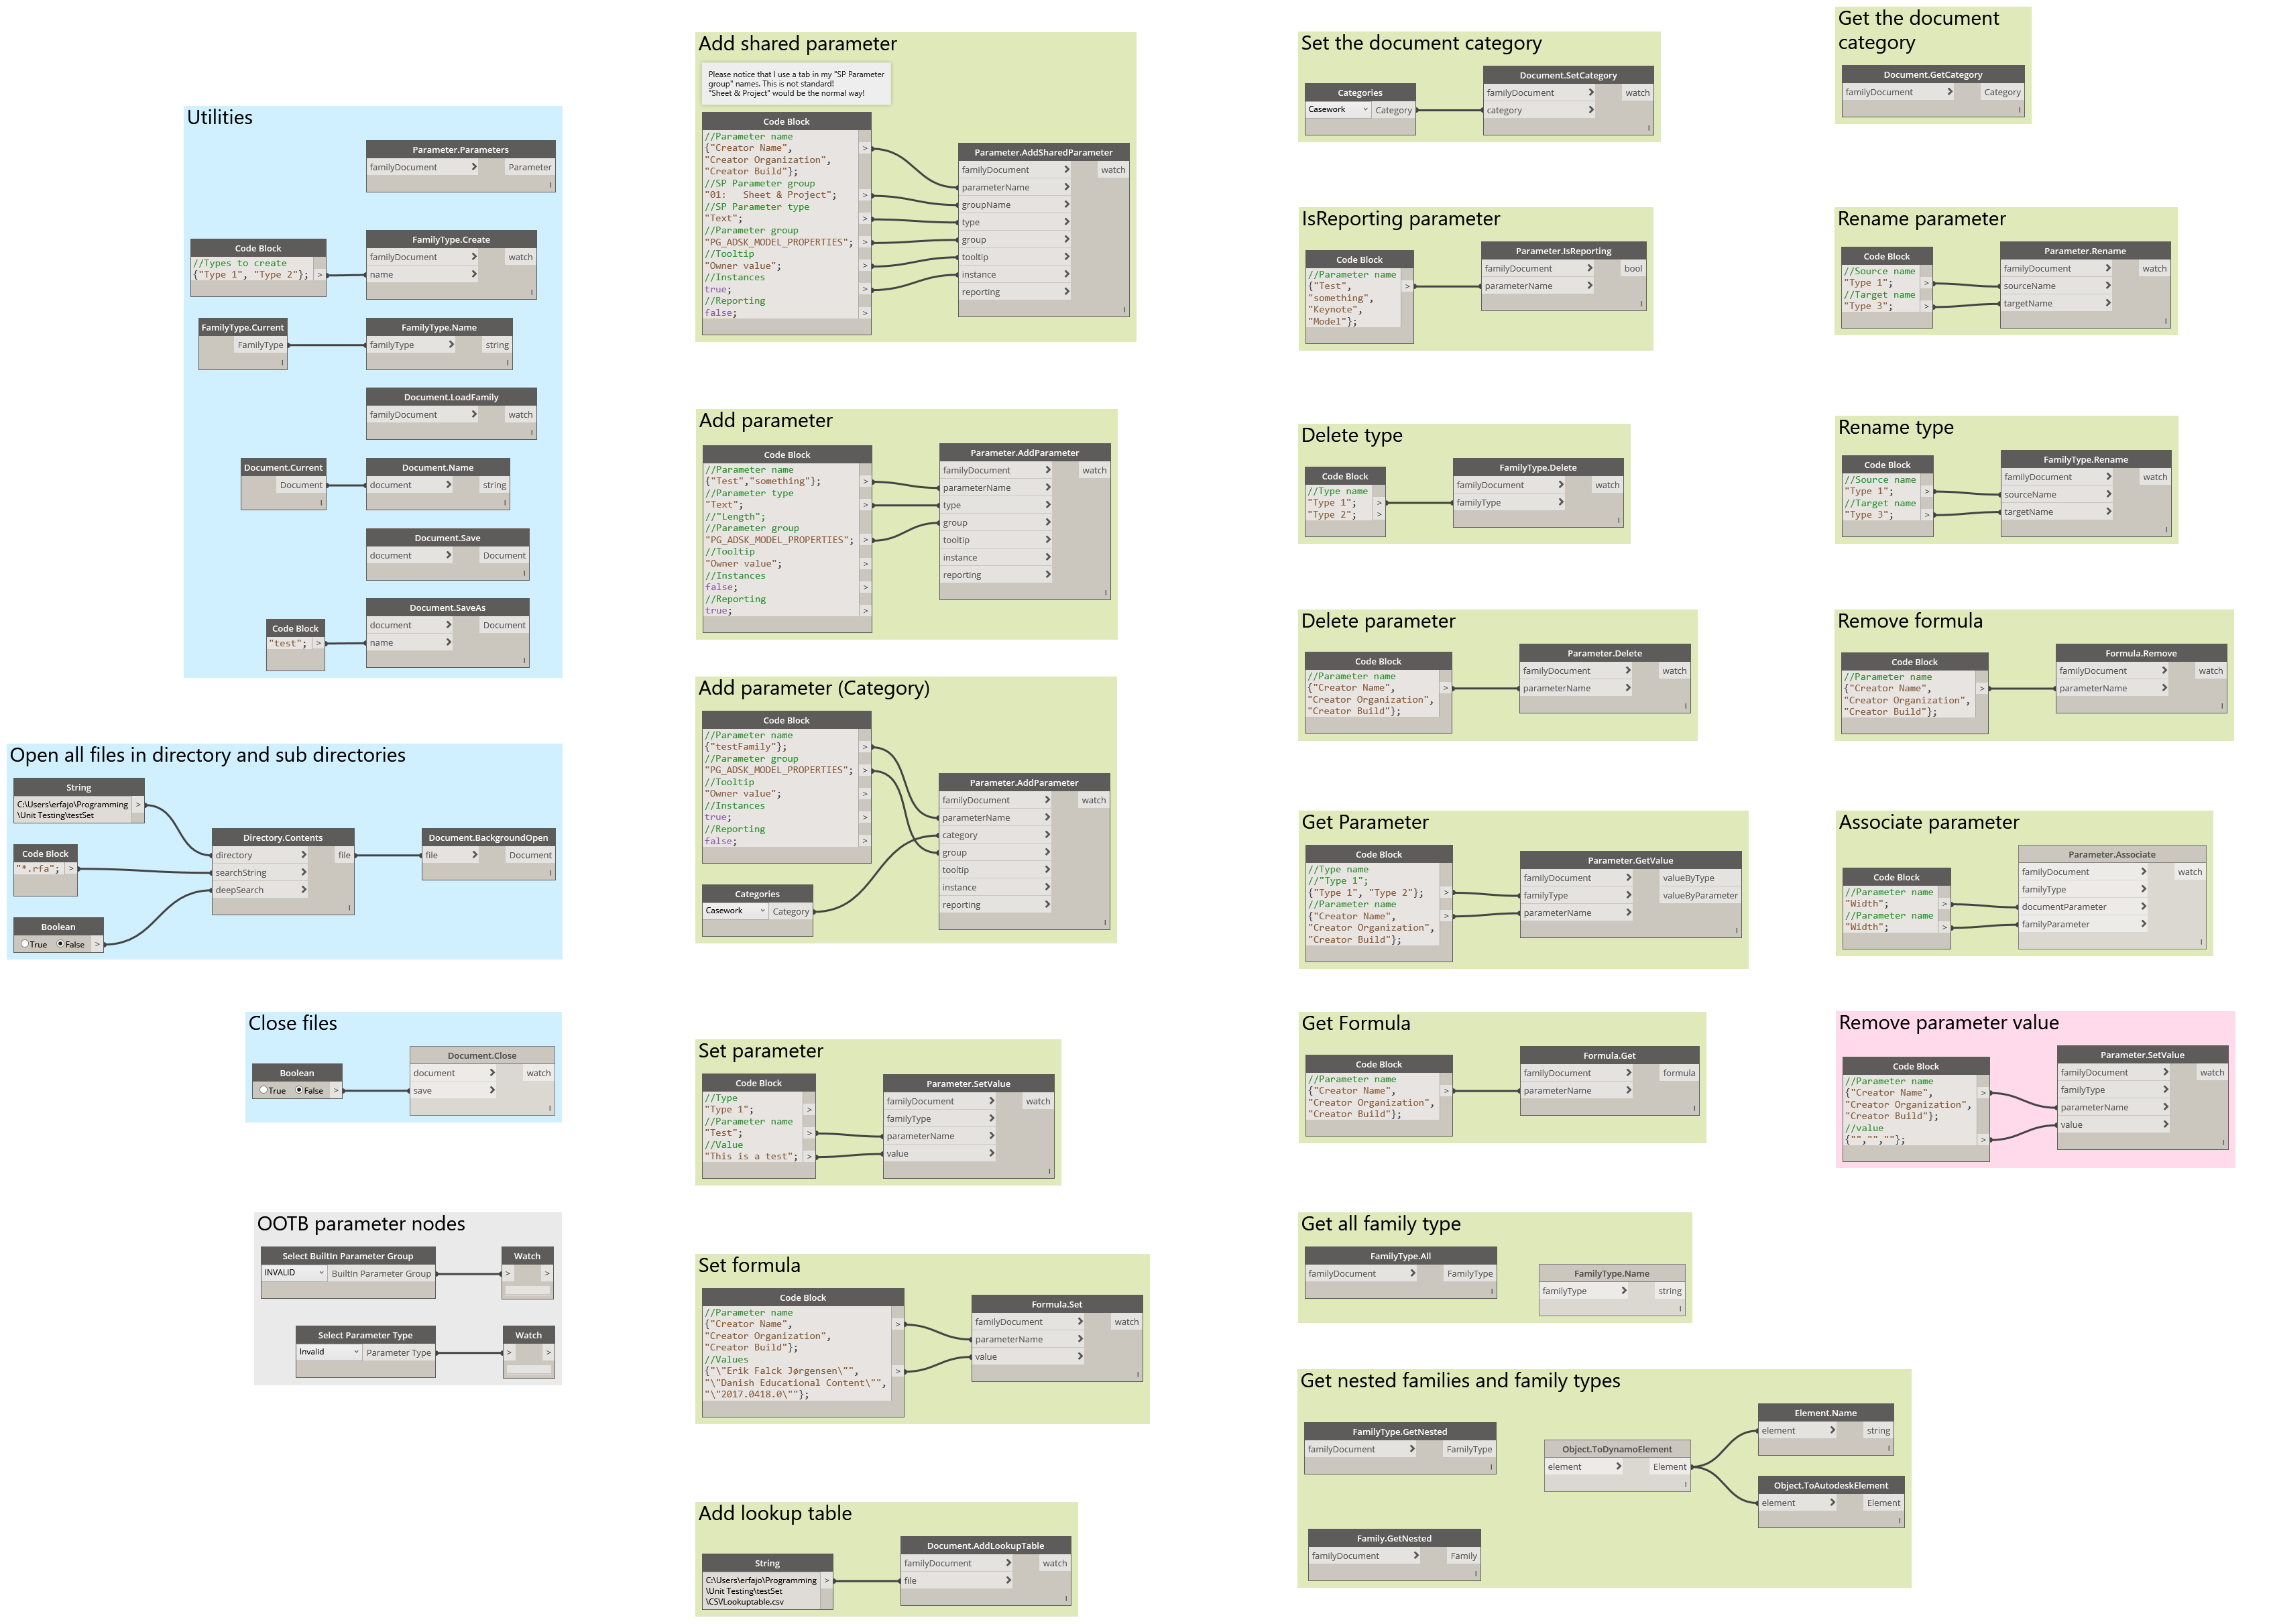 Utilities
Parameter.Parameters
familyDocument > Parameter
Code Block
//Types to create
{"Type 1", "Type 2"}; >
FamilyType.Create
familyDocument > watch
name >
FamilyType.Current
FamilyType
FamilyType.Name
familyType > string
Document.LoadFamily
familyDocument > watch
Document.Current
Document
Document.Name
document > string
Document.Save
document > Document
Code Block
"test"; >
Document.SaveAs
document > Document
name >
Open all files in directory and sub directories
String
C:\Users\erfajo\Programming >
\Unit Testing\testSet
Code Block
"*.rfa"; >
Boolean
True False >
Directory.Contents
directory > file
searchString >
deepSearch >
Document.BackgroundOpen
file > Document
Close files
Boolean
True False >
Document.Close
document > watch
save >
OOTB parameter nodes
Select BuiltIn Parameter Group
INVALID BuiltIn Parameter Group
Watch
> >
Select Parameter Type
Invalid Parameter Type
Watch
> >
Add shared parameter
Please notice that I use a tab in my "SP Parameter
group" names. This is not standard!
"Sheet & Project" would be the normal way!
Code Block
//Parameter name
{"Creator Name", >
"Creator Organization",
"Creator Build"};
//SP Parameter group
"01:   Sheet & Project"; >
//SP Parameter type
"Text"; >
//Parameter group
"PG_ADSK_MODEL_PROPERTIES"; >
//Tooltip
"Owner value"; >
//Instances
true; >
//Reporting
false; >
Parameter.AddSharedParameter
familyDocument > watch
parameterName >
groupName >
type >
group >
tooltip >
instance >
reporting >
Add parameter
Code Block
//Parameter name
{"Test","something"}; >
//Parameter type
"Text"; >
//"Length";
//Parameter group
"PG_ADSK_MODEL_PROPERTIES"; >
//Tooltip
"Owner value"; >
//Instances
false; >
//Reporting
true; >
Parameter.AddParameter
familyDocument > watch
parameterName >
type >
group >
tooltip >
instance >
reporting >
Add parameter (Category)
Code Block
//Parameter name
{"testFamily"}; >
//Parameter group
"PG_ADSK_MODEL_PROPERTIES"; >
//Tooltip
"Owner value"; >
//Instances
true; >
//Reporting
false; >
Categories
Casework Category
Parameter.AddParameter
familyDocument > watch
parameterName >
category >
group >
tooltip >
instance >
reporting >
Set parameter
Code Block
//Type
"Type 1"; >
//Parameter name
"Test"; >
//Value
"This is a test"; >
Parameter.SetValue
familyDocument > watch
familyType >
parameterName >
value >
Set formula
Code Block
//Parameter name
{"Creator Name", >
"Creator Organization",
"Creator Build"};
//Values
{"\"Erik Falck Jørgensen\"", >
"\"Danish Educational Content\"",
"\"2017.0418.0\""};
Formula.Set
familyDocument > watch
parameterName >
value >
Add lookup table
String
C:\Users\erfajo\Programming >
\Unit Testing\testSet
\CSVLookuptable.csv
Document.AddLookupTable
familyDocument > watch
file >
Set the document category
Categories
Casework Category
Document.SetCategory
familyDocument > watch
category >
IsReporting parameter
Code Block
//Parameter name
{"Test", >
"something",
"Keynote",
"Model"};
Parameter.IsReporting
familyDocument > bool
parameterName >
Delete type
Code Block
//Type name
"Type 1"; >
"Type 2"; >
FamilyType.Delete
familyDocument > watch
familyType >
Delete parameter
Code Block
//Parameter name
{"Creator Name", >
"Creator Organization",
"Creator Build"};
Parameter.Delete
familyDocument > watch
parameterName >
Get Parameter
Code Block
//Type name
//"Type 1";
{"Type 1", "Type 2"}; >
//Parameter name
{"Creator Name", >
"Creator Organization",
"Creator Build"};
Parameter.GetValue
familyDocument > valueByType
familyType > valueByParameter
parameterName >
Get Formula
Code Block
//Parameter name
{"Creator Name", >
"Creator Organization",
"Creator Build"};
Formula.Get
familyDocument > formula
parameterName >
Get all family type
FamilyType.All
familyDocument > FamilyType
FamilyType.Name
familyType > string
Get nested families and family types
FamilyType.GetNested
familyDocument > FamilyType
Object.ToDynamoElement
element > Element
Element.Name
element > string
Object.ToAutodeskElement
element > Element
Family.GetNested
familyDocument > Family
Get the document
category
Document.GetCategory
familyDocument > Category
Rename parameter
Code Block
//Source name
"Type 1"; >
//Target name
"Type 3"; >
Parameter.Rename
familyDocument > watch
sourceName >
targetName >
Rename type
Code Block
//Source name
"Type 1"; >
//Target name
"Type 3"; >
FamilyType.Rename
familyDocument > watch
sourceName >
targetName >
Remove formula
Code Block
//Parameter name
{"Creator Name", >
"Creator Organization",
"Creator Build"};
Formula.Remove
familyDocument > watch
parameterName >
Associate parameter
Code Block
//Parameter name
"Width"; >
//Parameter name
"Width"; >
Parameter.Associate
familyDocument > watch
familyType >
documentParameter >
familyParameter >
Remove parameter value
Code Block
//Parameter name
{"Creator Name", >
"Creator Organization",
"Creator Build"};
//value
{"","",""}; >
Parameter.SetValue
familyDocument > watch
familyType >
parameterName >
value >